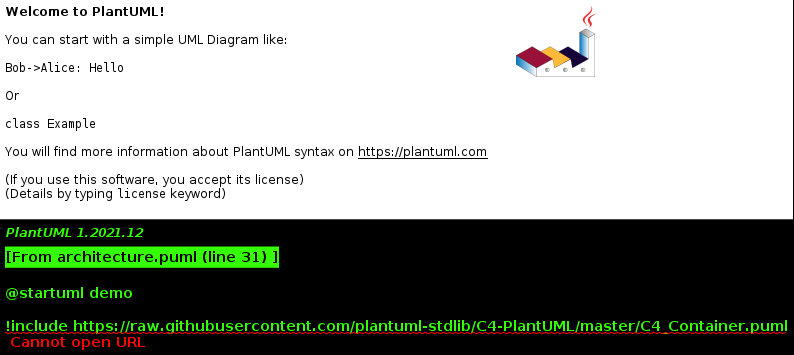 Welcome to PlantUML!
You can start with a simple UML Diagram like:
Bob->Alice: Hello
Or
class Example
You will find more information about PlantUML syntax on https://plantuml.com
(If you use this software, you accept its license)
(Details by typing license keyword)
PlantUML 1.2021.12
[From architecture.puml (line 31) ]
@startuml demo
!include https://raw.githubusercontent.com/plantuml-stdlib/C4-PlantUML/master/C4_Container.puml
Cannot open URL